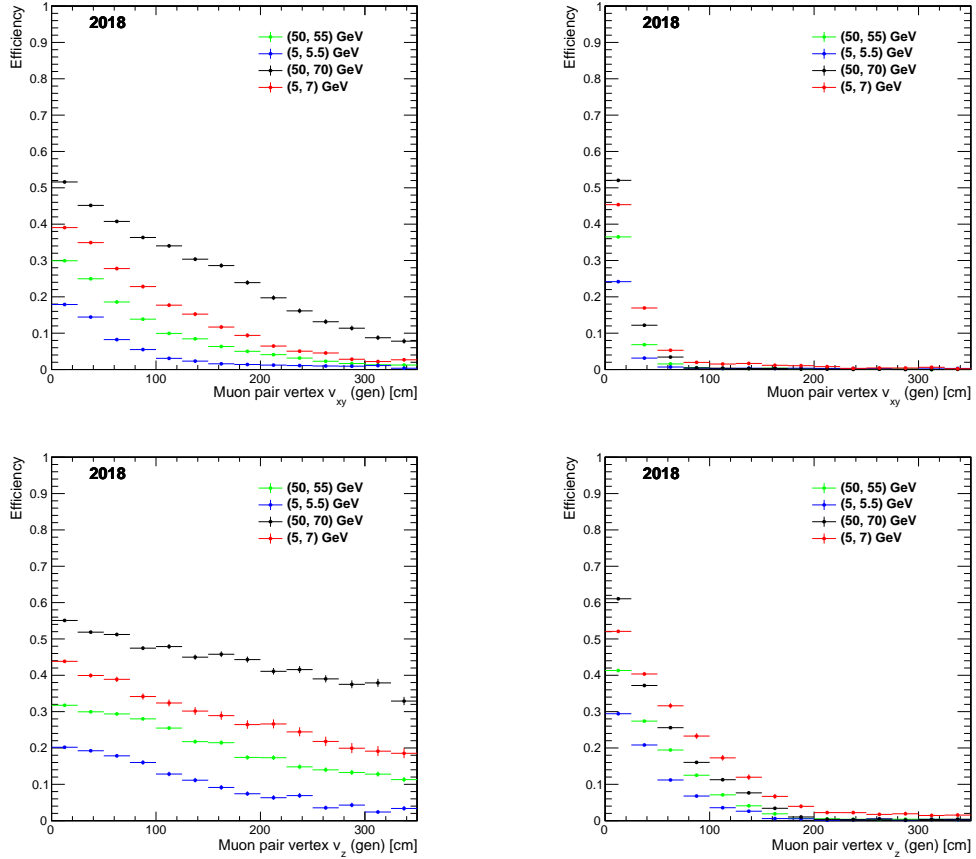 2018
Efficiency
(50, 55) GeV
(5, 5.5) GeV
(50, 70) GeV
(5, 7) GeV
1
0.9
0.8
0.7
0.6
0.5
0.4
0.3
0.2
0.1
0
0 100 200 300
Muon pair vertex v_xy (gen) [cm]
2018
Efficiency
(50, 55) GeV
(5, 5.5) GeV
(50, 70) GeV
(5, 7) GeV
1
0.9
0.8
0.7
0.6
0.5
0.4
0.3
0.2
0.1
0
0 100 200 300
Muon pair vertex v_xy (gen) [cm]
2018
Efficiency
(50, 55) GeV
(5, 5.5) GeV
(50, 70) GeV
(5, 7) GeV
1
0.9
0.8
0.7
0.6
0.5
0.4
0.3
0.2
0.1
0
0 100 200 300
Muon pair vertex v_z (gen) [cm]
2018
Efficiency
(50, 55) GeV
(5, 5.5) GeV
(50, 70) GeV
(5, 7) GeV
1
0.9
0.8
0.7
0.6
0.5
0.4
0.3
0.2
0.1
0
0 100 200 300
Muon pair vertex v_z (gen) [cm]